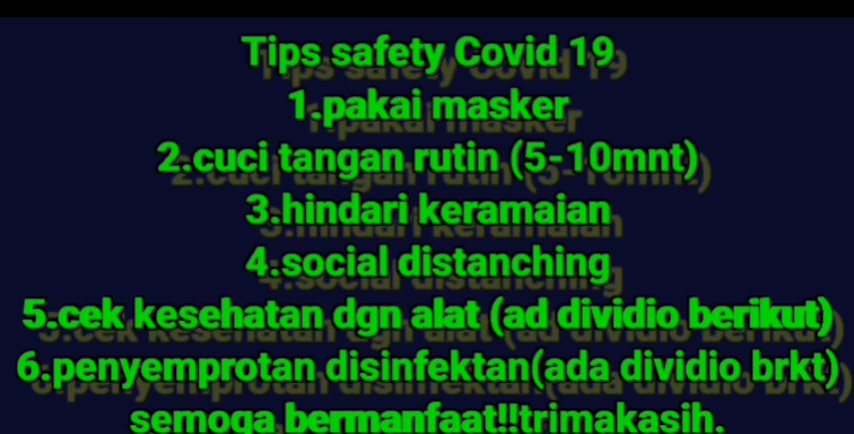 Tips safety Covid 19
1.pakai masker
2.cuci tangan rutin (5-10mnt)
3.hindari keramaian
4.social distanching
5.cek kesehatan dgn alat (ad dividio berikut)
6.penyemprotan disinfektan(ada dividio brkt)
semoga bermanfaat!!trimakasih.